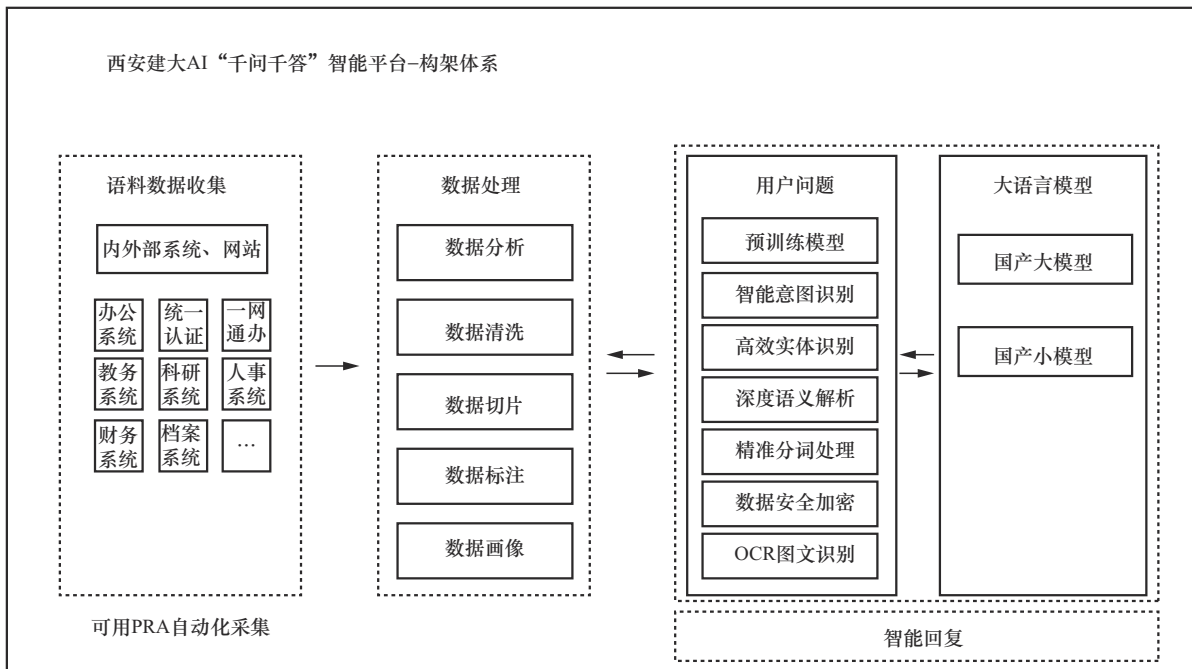 西安建大AI“千问千答”智能平台–构架体系
语料数据收集
内外部系统、网站
办公
系统
统一
认证
一网
通办
教务
系统
科研
系统
人事
系统
财务
系统
档案
系统
…
可用PRA自动化采集
数据处理
数据分析
数据清洗
数据切片
数据标注
数据画像
用户问题
预训练模型
智能意图识别
高效实体识别
深度语义解析
精准分词处理
数据安全加密
OCR图文识别
大语言模型
国产大模型
国产小模型
智能回复